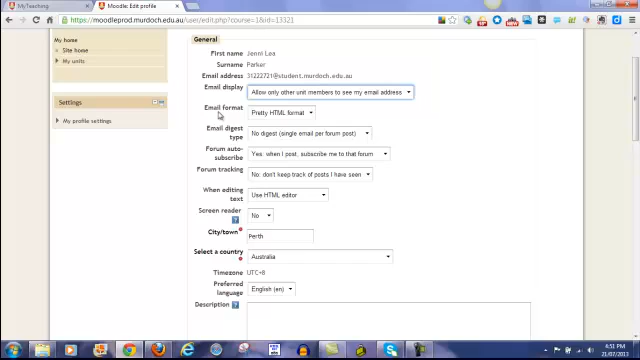 MyTeaching
Moodle: Edit profile
https://moodleprod.murdoch.edu.au/user/edit.php?course=1&id=13321
My home
Site home
My units
Settings
My profile settings
General
First name Jenni Lea
Surname Parker
Email address 31222721@student.murdoch.edu.au
Email display Allow only other unit members to see my email address
Email format Pretty HTML format
Email digest type No digest (single email per forum post)
Forum auto-subscribe Yes: when I post, subscribe me to that forum
Forum tracking No: don't keep track of posts I have seen
When editing text Use HTML editor
Screen reader No
City/town Perth
Select a country Australia
Timezone UTC+8
Preferred language English (en)
Description
4:51 PM
21/07/2013